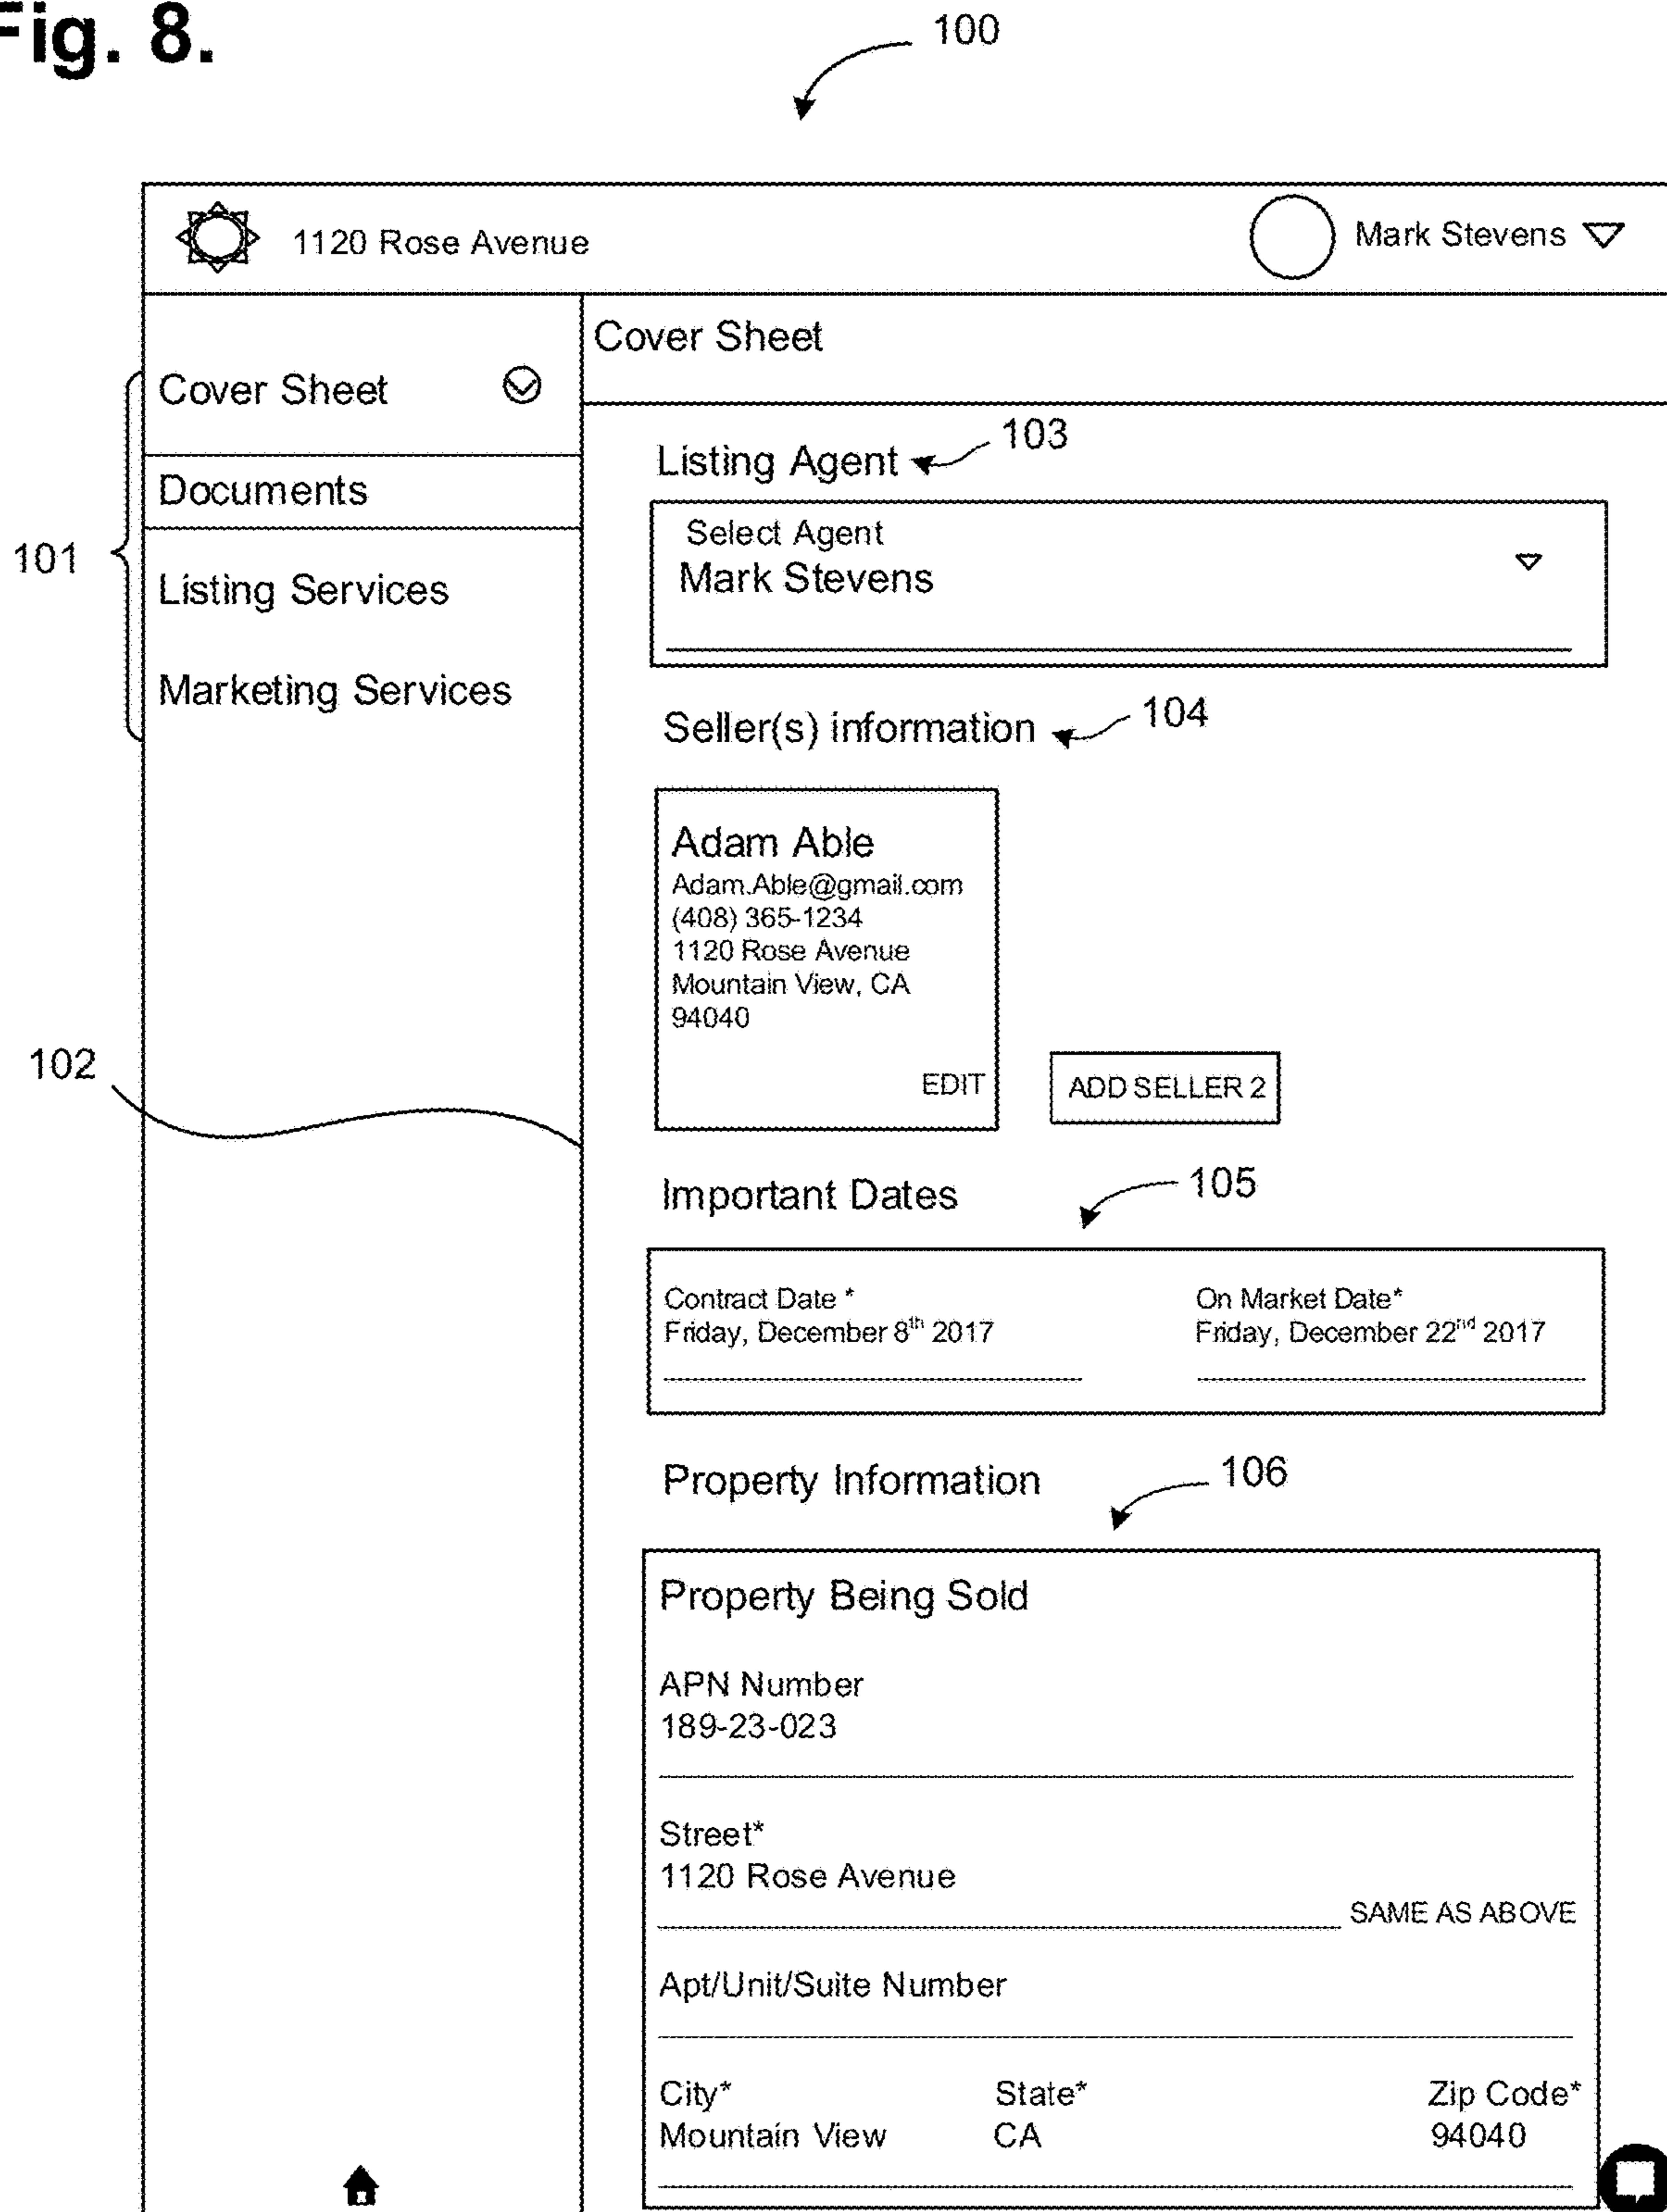 Fig. 8.
100
1120 Rose Avenue
Mark Stevens
Cover Sheet
Documents
Listing Services
Marketing Services
101
102
Cover Sheet
Listing Agent
103
Select Agent
Mark Stevens
Seller(s) information
104
Adam Able
Adam.Able@gmail.com
(408) 365-1234
1120 Rose Avenue
Mountain View, CA
94040
EDIT
ADD SELLER 2
Important Dates
105
Contract Date *
Friday, December 8th 2017
On Market Date*
Friday, December 22nd 2017
Property Information
106
Property Being Sold
APN Number
189-23-023
Street*
1120 Rose Avenue
SAME AS ABOVE
Apt/Unit/Suite Number
City* State* Zip Code*
Mountain View CA 94040